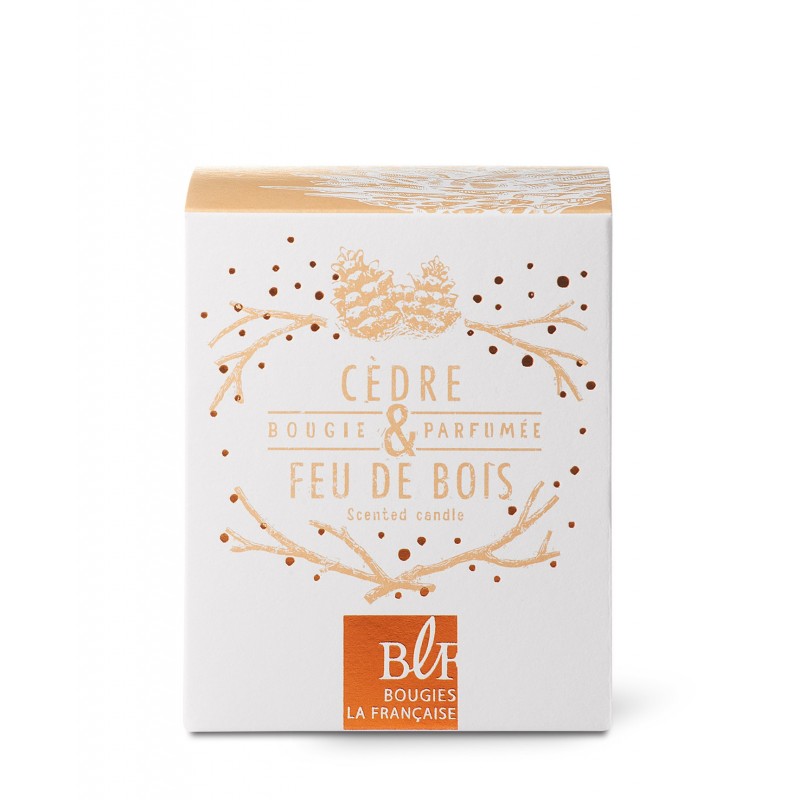 CÈDRE
BOUGIE & PARFUMÉE
FEU DE BOIS
Scented candle
BlF
BOUGIES
LA FRANÇAISE